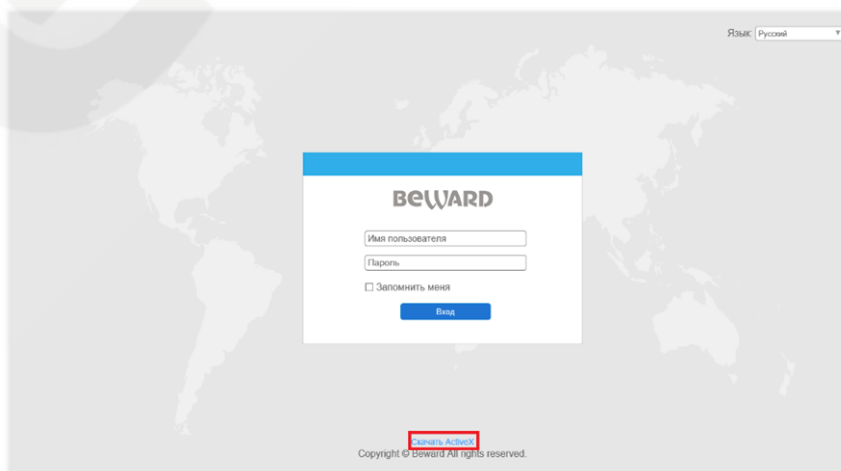 Язык: Русский
BEWARD
Имя пользователя
Пароль
Запомнить меня
Вход
Скачать ActiveX
Copyright © Beward All rights reserved.